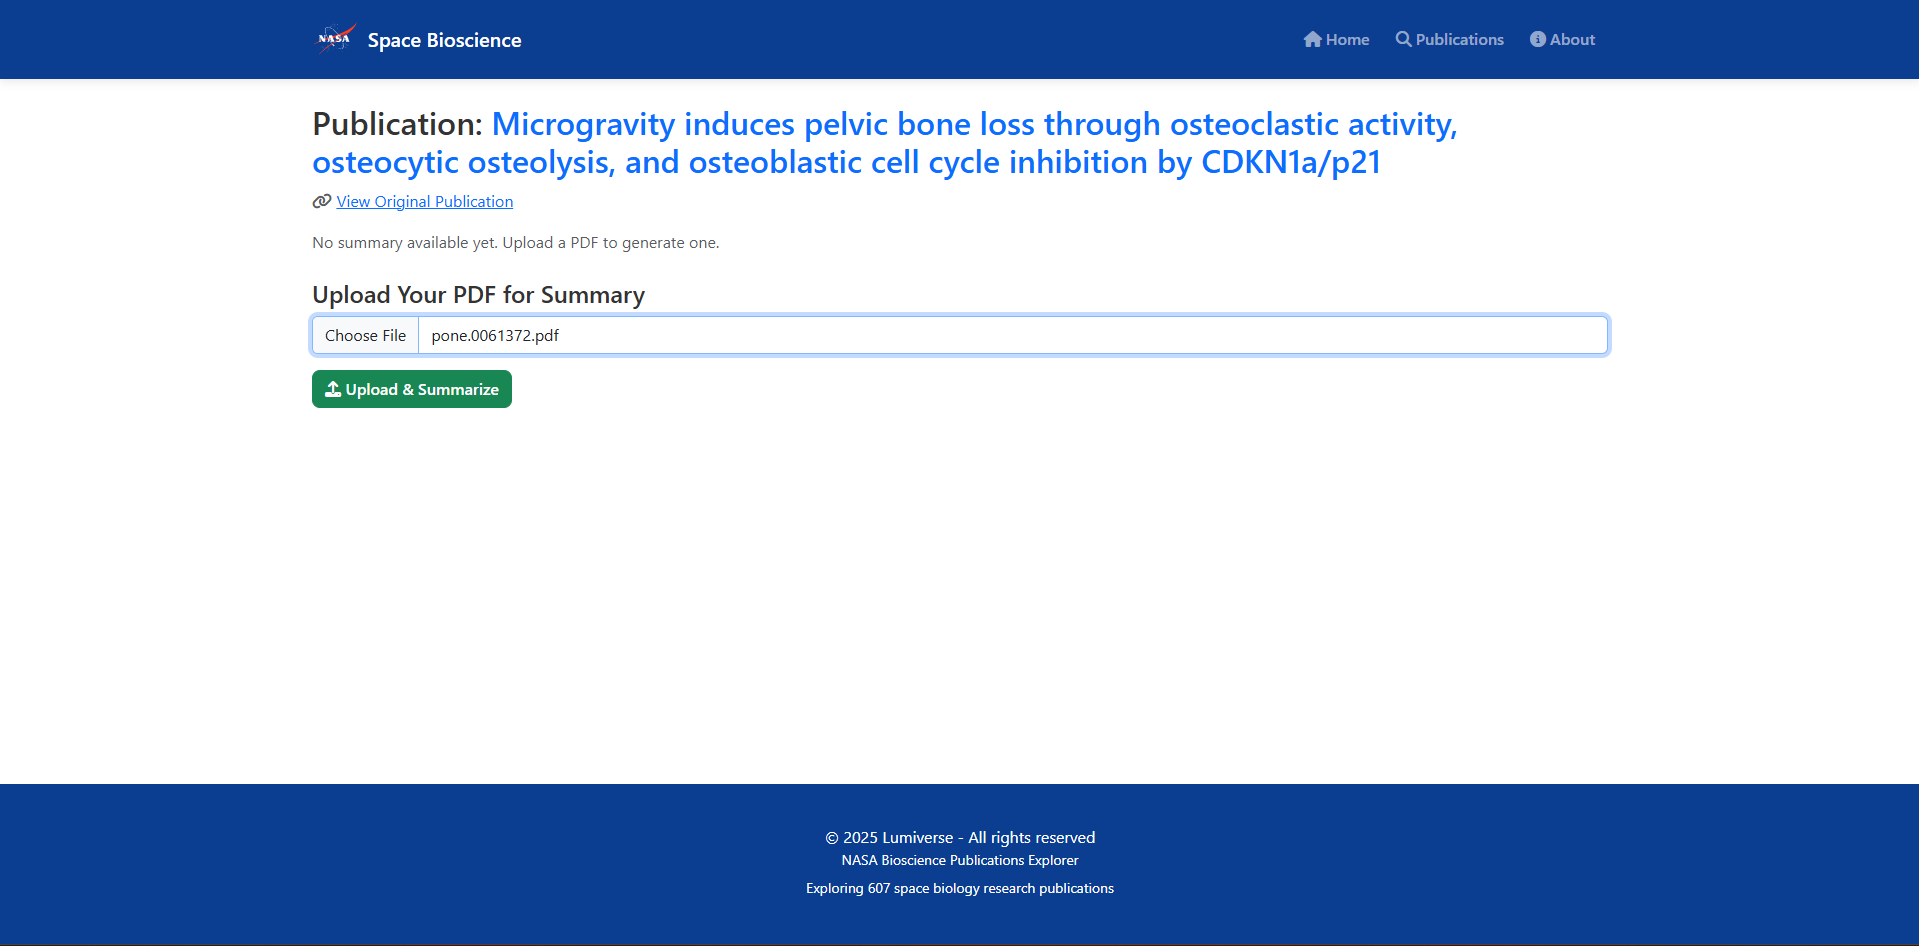 NASA Space Bioscience
Home Publications About
Publication: Microgravity induces pelvic bone loss through osteoclastic activity,
osteocytic osteolysis, and osteoblastic cell cycle inhibition by CDKN1a/p21
View Original Publication
No summary available yet. Upload a PDF to generate one.
Upload Your PDF for Summary
Choose File pone.0061372.pdf
Upload & Summarize
© 2025 Lumiverse - All rights reserved
NASA Bioscience Publications Explorer
Exploring 607 space biology research publications